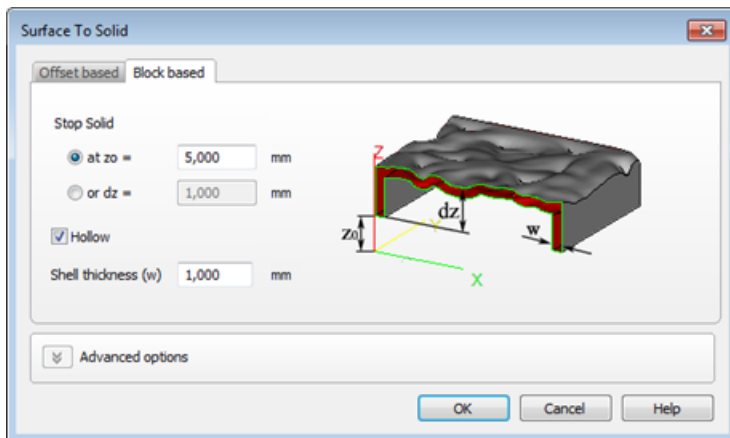 Surface To Solid
Offset based Block based
Stop Solid
at zo = 5,000 mm
or dz = 1,000 mm
Hollow
Shell thickness (w) 1,000 mm
Z
dz
Y
w
z0
X
Advanced options
OK Cancel Help